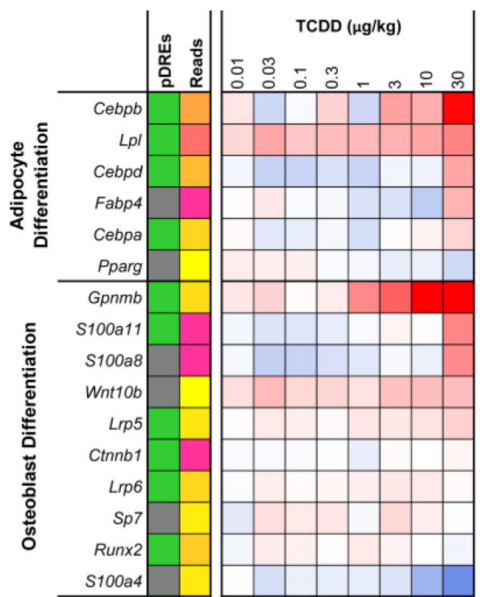 TCDD (µg/kg)
pDREs Reads 0.01 0.03 0.1 0.3 1 3 10 30
Adipocyte
Differentiation
Cebpb
Lpl
Cebpd
Fabp4
Cebpa
Pparg
Osteoblast Differentiation
Gpnmb
S100a11
S100a8
Wnt10b
Lrp5
Ctnnb1
Lrp6
Sp7
Runx2
S100a4